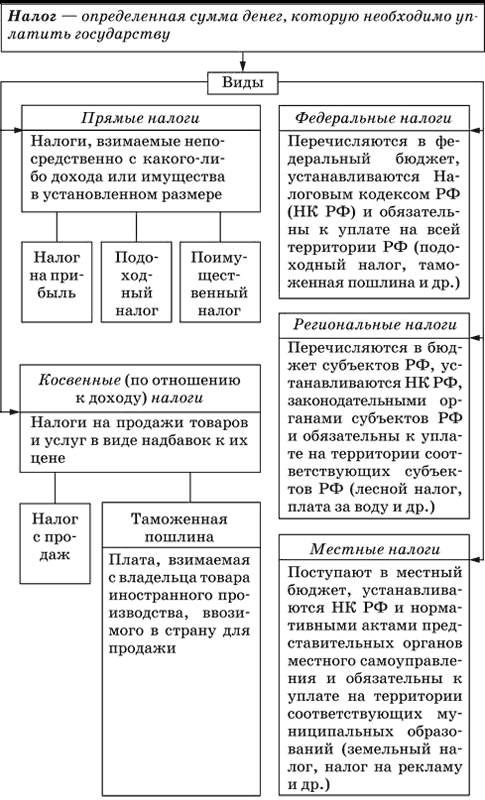 Налог — определенная сумма денег, которую необходимо уп-
латить государству
Виды
Прямые налоги
Налоги, взимаемые непо-
средственно с какого-ли-
бо дохода или имущества
в установленном размере
Налог
на при-
быль
Подо-
ход-
ный
налог
Поиму-
щест-
венный
налог
Косвенные (по отношению
к доходу) налоги
Налоги на продажи товаров
и услуг в виде надбавок к их
цене
Налог
с про-
даж
Таможенная
пошлина
Плата, взимаемая
с владельца товара
иностранного про-
изводства, ввози-
мого в страну для
продажи
Федеральные налоги
Перечисляются в фе-
деральный бюджет,
устанавливаются На-
логовым кодексом РФ
(НК РФ) и обязатель-
ны к уплате на всей
территории РФ (подо-
ходный налог, тамо-
женная пошлина и др.)
Региональные налоги
Перечисляются в бюд-
жет субъектов РФ, ус-
танавливаются НК РФ,
законодательными ор-
ганами субъектов РФ
и обязательны к уплате
на территории соот-
ветствующих субъек-
тов РФ (лесной налог,
плата за воду и др.)
Местные налоги
Поступают в местный
бюджет, устанавлива-
ются НК РФ и норма-
тивными актами пред-
ставительных органов
местного самоуправле-
ния и обязательны к
уплате на территории
соответствующих му-
ниципальных образо-
ваний (земельный на-
лог, налог на рекламу
и др.)